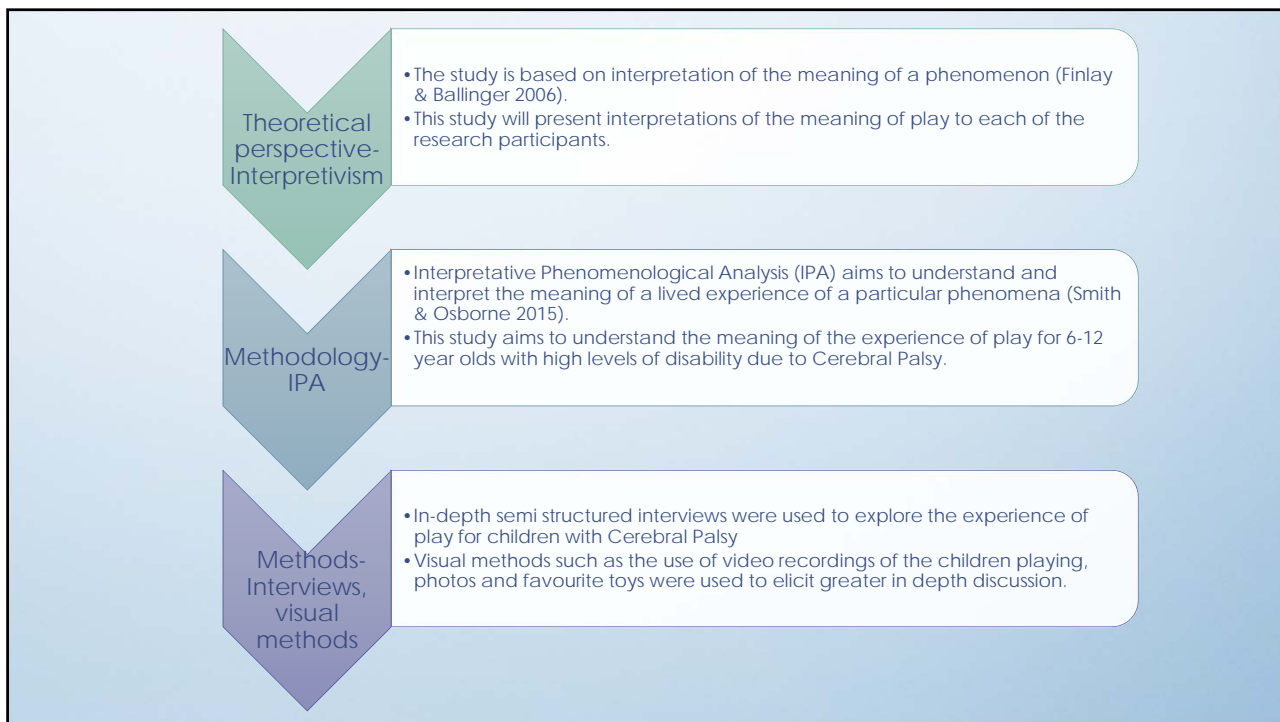 Theoretical
perspective-
Interpretivism
•The study is based on interpretation of the meaning of a phenomenon (Finlay
& Ballinger 2006).
•This study will present interpretations of the meaning of play to each of the
research participants.
Methodology-
IPA
•Interpretative Phenomenological Analysis (IPA) aims to understand and
interpret the meaning of a lived experience of a particular phenomena (Smith
& Osborne 2015).
•This study aims to understand the meaning of the experience of play for 6-12
year olds with high levels of disability due to Cerebral Palsy.
Methods-
Interviews,
visual
methods
•In-depth semi structured interviews were used to explore the experience of
play for children with Cerebral Palsy
•Visual methods such as the use of video recordings of the children playing,
photos and favourite toys were used to elicit greater in depth discussion.